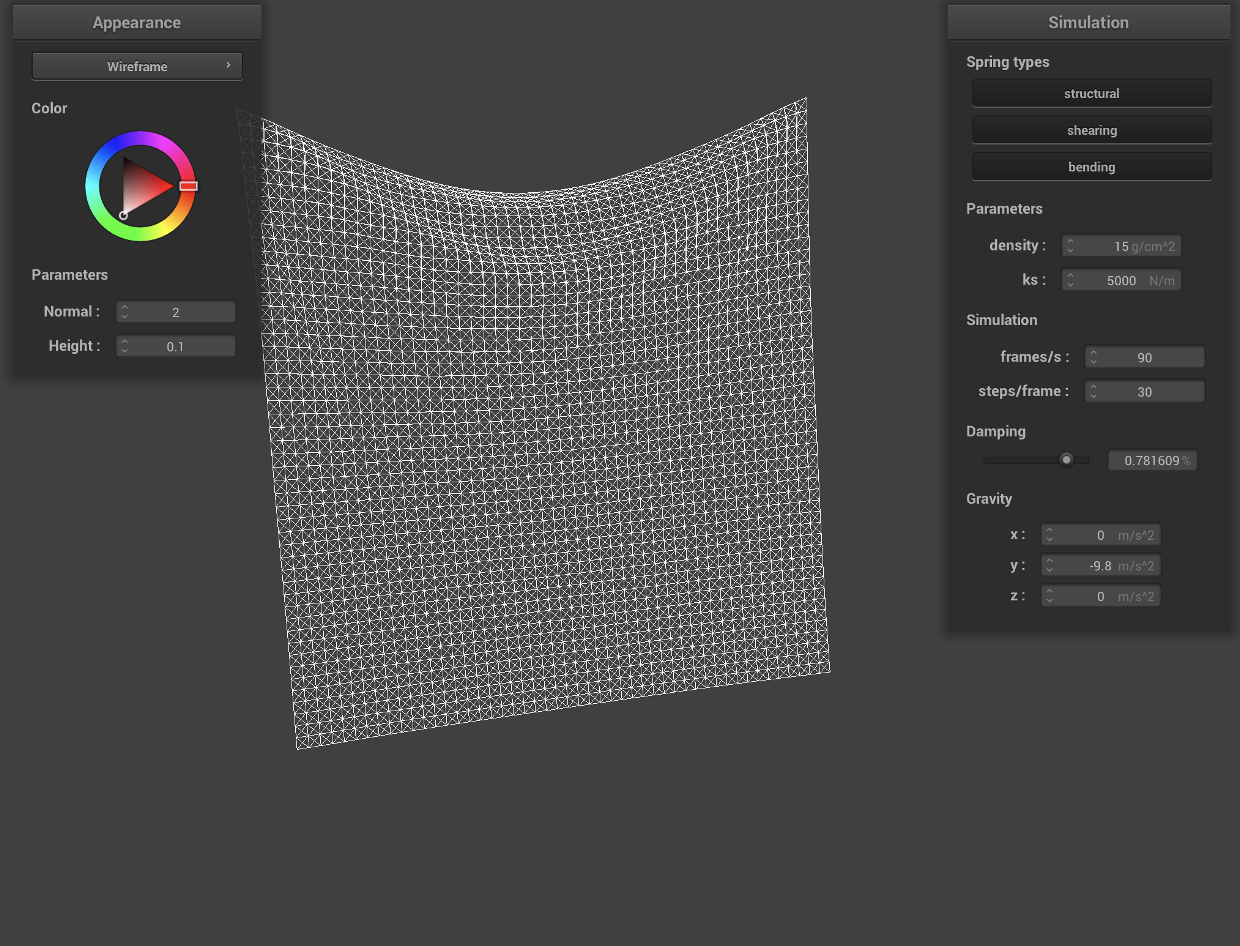 Appearance
Wireframe ›
Color
Parameters
Normal : 2
Height : 0.1
Simulation
Spring types
structural
shearing
bending
Parameters
density : 15 g/cm^2
ks : 5000 N/m
Simulation
frames/s : 90
steps/frame : 30
Damping
0.781609 %
Gravity
x : 0 m/s^2
y : -9.8 m/s^2
z : 0 m/s^2